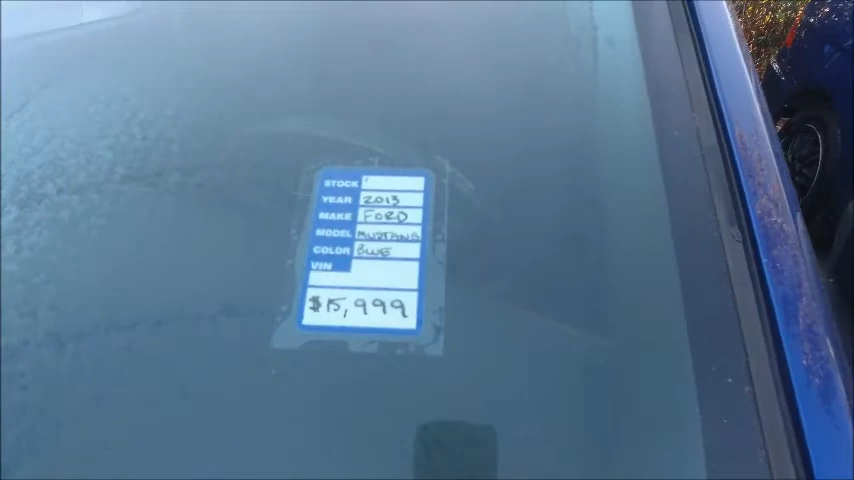 STOCK
YEAR 2013
MAKE FORD
MODEL MUSTANG
COLOR BLUE
VIN
$15,999